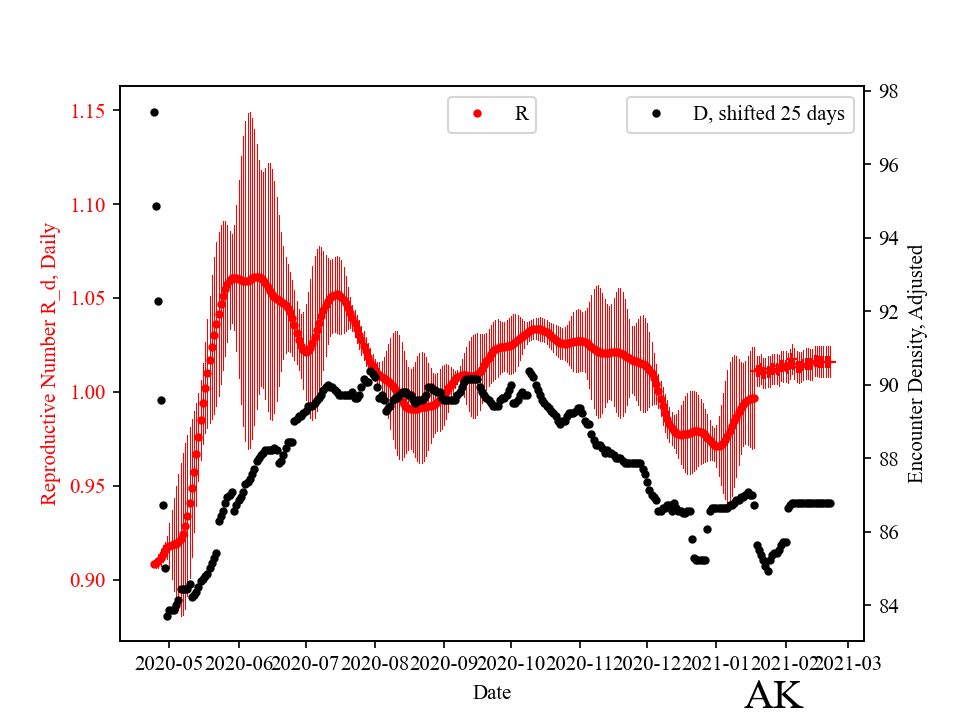 R
D, shifted 25 days
1.15
1.10
1.05
1.00
0.95
0.90
Reproductive Number R_d, Daily
98
96
94
92
90
88
86
84
Encounter Density, Adjusted
2020-05 2020-06 2020-07 2020-08 2020-09 2020-10 2020-11 2020-12 2021-01 2021-02 2021-03
Date
AK